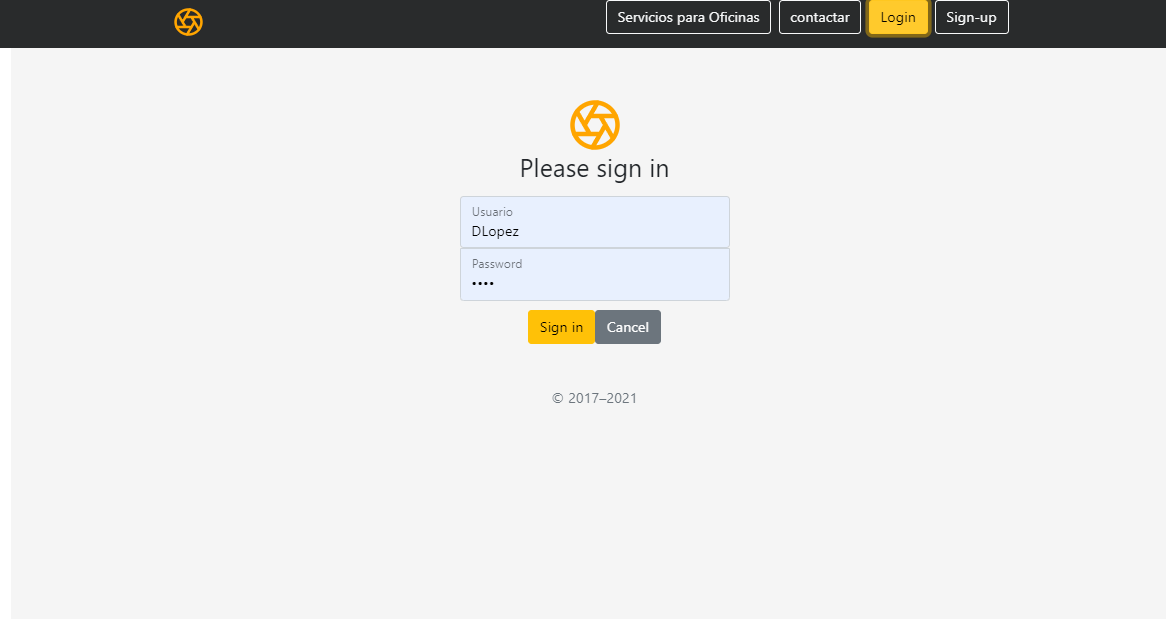 Servicios para Oficinas contactar Login Sign-up
Please sign in
Usuario
DLopez
Password
••••
Sign in Cancel
© 2017–2021